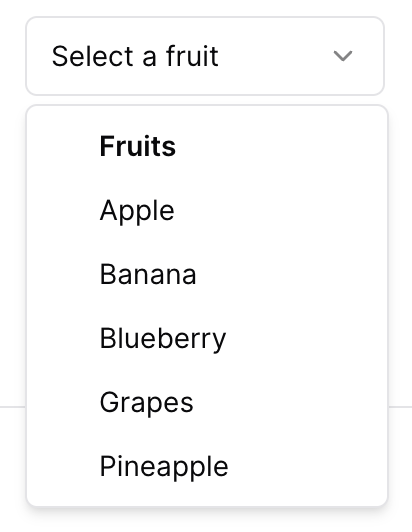 Select a fruit
Fruits
Apple
Banana
Blueberry
Grapes
Pineapple